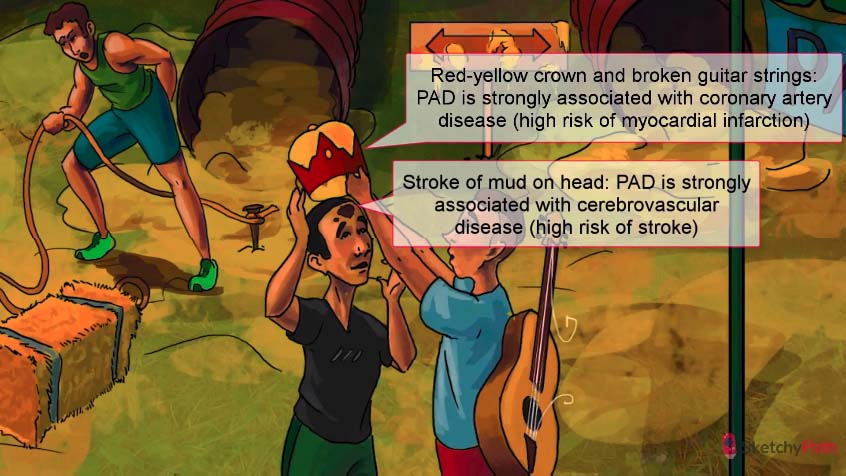 Red-yellow crown and broken guitar strings:
PAD is strongly associated with coronary artery
disease (high risk of myocardial infarction)
Stroke of mud on head: PAD is strongly
associated with cerebrovascular
disease (high risk of stroke)
D
SketchyPath